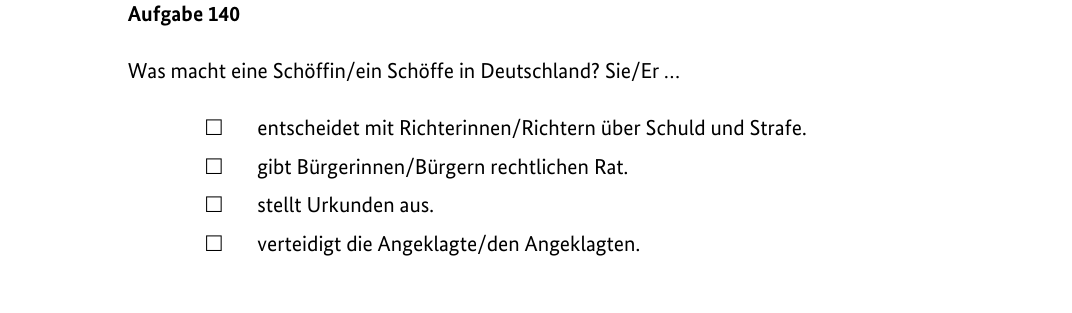 Aufgabe 140
Was macht eine Schöffin/ein Schöffe in Deutschland? Sie/Er …
☐ entscheidet mit Richterinnen/Richtern über Schuld und Strafe.
☐ gibt Bürgerinnen/Bürgern rechtlichen Rat.
☐ stellt Urkunden aus.
☐ verteidigt die Angeklagte/den Angeklagten.